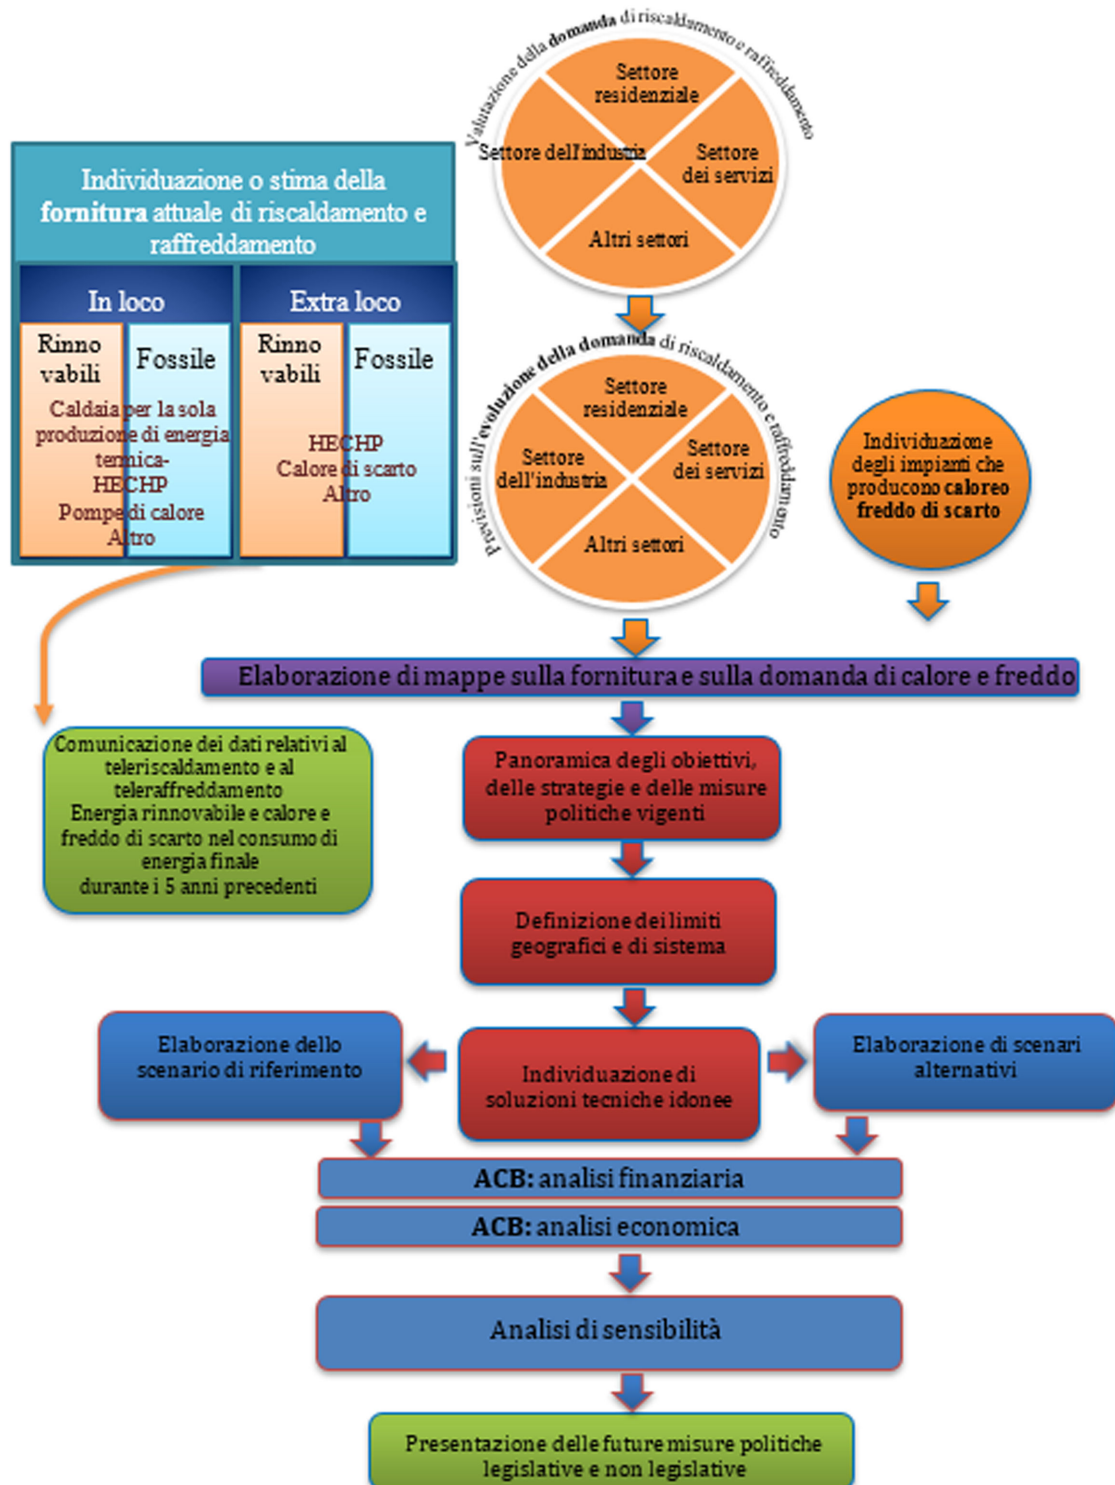 Valutazione della domanda di riscaldamento e raffreddamento
Settore
residenziale
Settore dell'industria
Settore
dei servizi
Altri settori
Individuazione o stima della
fornitura attuale di riscaldamento e
raffreddamento
In loco
Extra loco
Rinno
vabili
Fossile
Rinno
vabili
Fossile
Caldaia per la sola
produzione di energia
termica-
HECHP
Pompe di calore
Altro
HECHP
Calore di scarto
Altro
Previsioni sull'evoluzione della domanda di riscaldamento e raffreddamento
Settore
residenziale
Settore
dell'industria
Settore
dei servizi
Altri settori
Individuazione
degli impianti che
producono caloreo
freddo di scarto
Elaborazione di mappe sulla fornitura e sulla domanda di calore e freddo
Comunicazione dei dati relativi al
teleriscaldamento e al
teleraffreddamento
Energia rinnovabile e calore e
freddo di scarto nel consumo di
energia finale
durante i 5 anni precedenti
Panoramica degli obiettivi,
delle strategie e delle misure
politiche vigenti
Definizione dei limiti
geografici e di sistema
Elaborazione dello
scenario di riferimento
Individuazione di
soluzioni tecniche idonee
Elaborazione di scenari
alternativi
ACB: analisi finanziaria
ACB: analisi economica
Analisi di sensibilità
Presentazione delle future misure politiche
legislative e non legislative